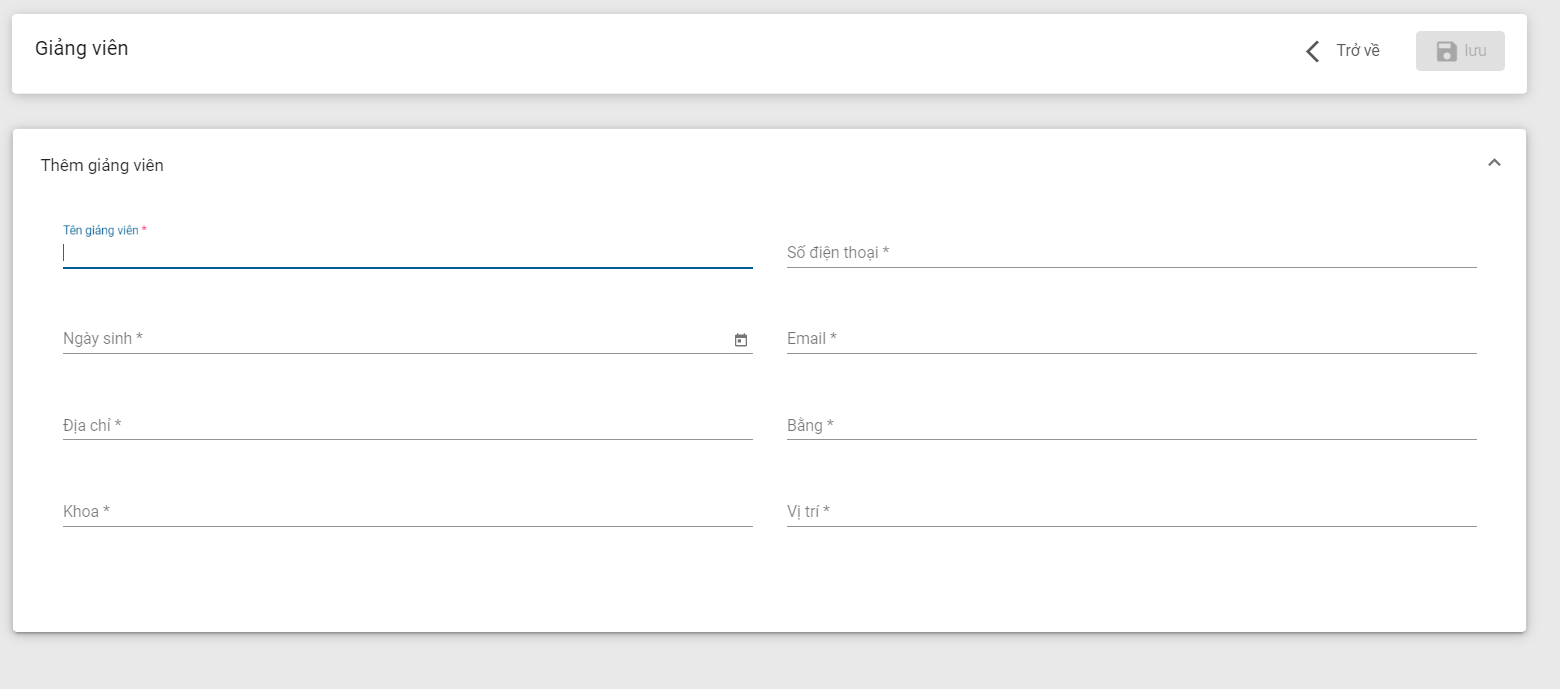 Giảng viên
Trở về
lưu
Thêm giảng viên
Tên giảng viên *
Số điện thoại *
Ngày sinh *
Email *
Địa chỉ *
Bằng *
Khoa *
Vị trí *